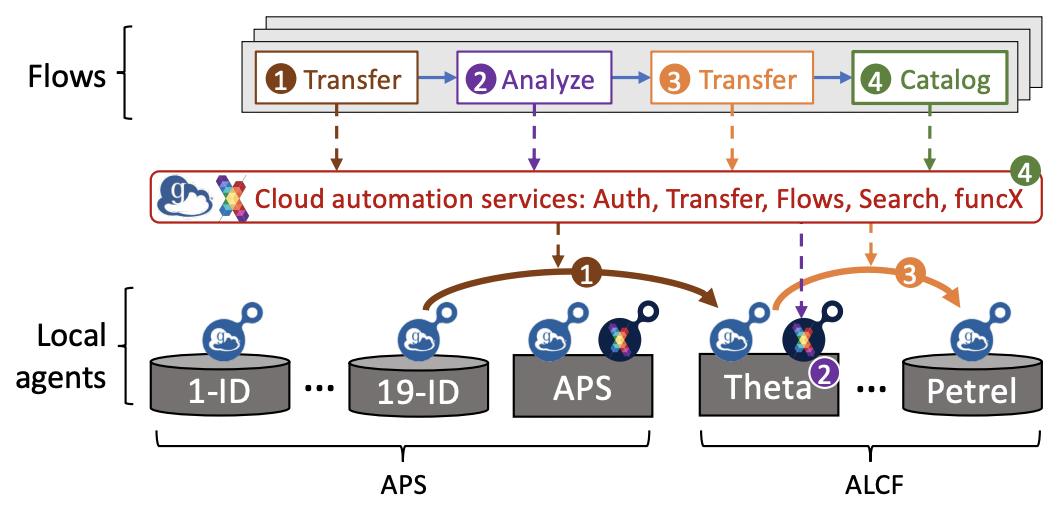 Flows
1 Transfer
2 Analyze
3 Transfer
4 Catalog
4
g
Cloud automation services: Auth, Transfer, Flows, Search, funcX
1
3
Local
agents
g
g
g
g
g
1-ID
...
19-ID
APS
Theta
2
...
Petrel
APS
ALCF